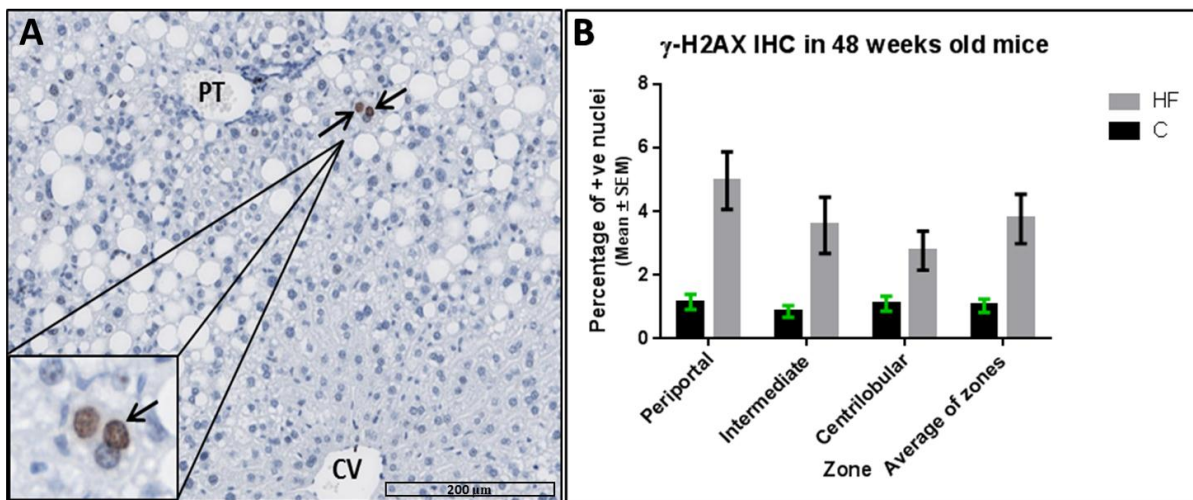 A
PT
CV
200 um
B
γ-H2AX IHC in 48 weeks old mice
Percentage of +ve nuclei
(Mean ± SEM)
8
6
4
2
0
HF
C
Periportal
Intermediate
Centrilobular
Average of zones
Zone